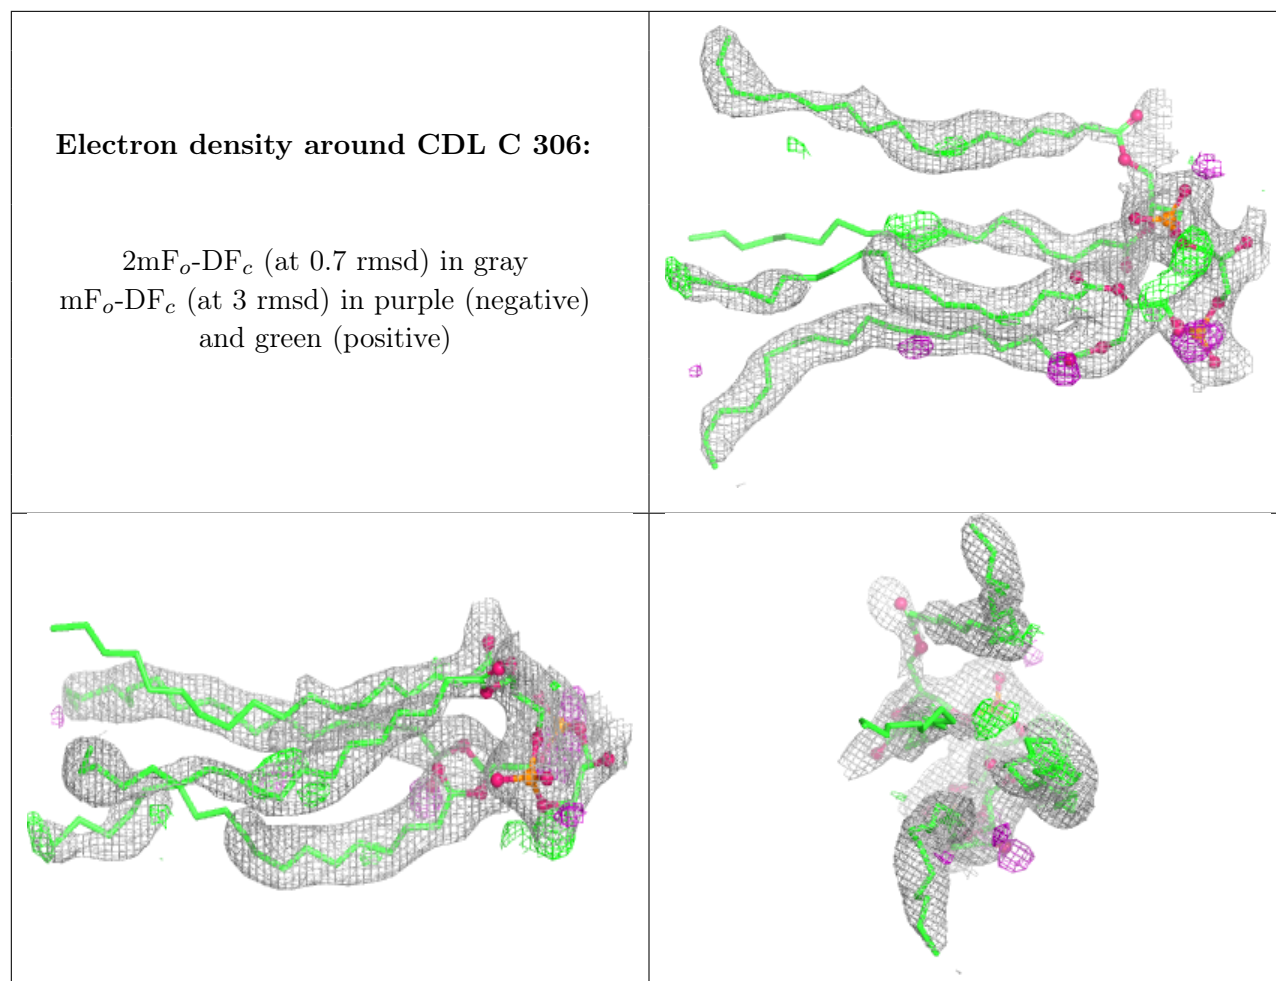 Electron density around CDL C 306:
2mFo-DFc (at 0.7 rmsd) in gray
mFo-DFc (at 3 rmsd) in purple (negative)
and green (positive)